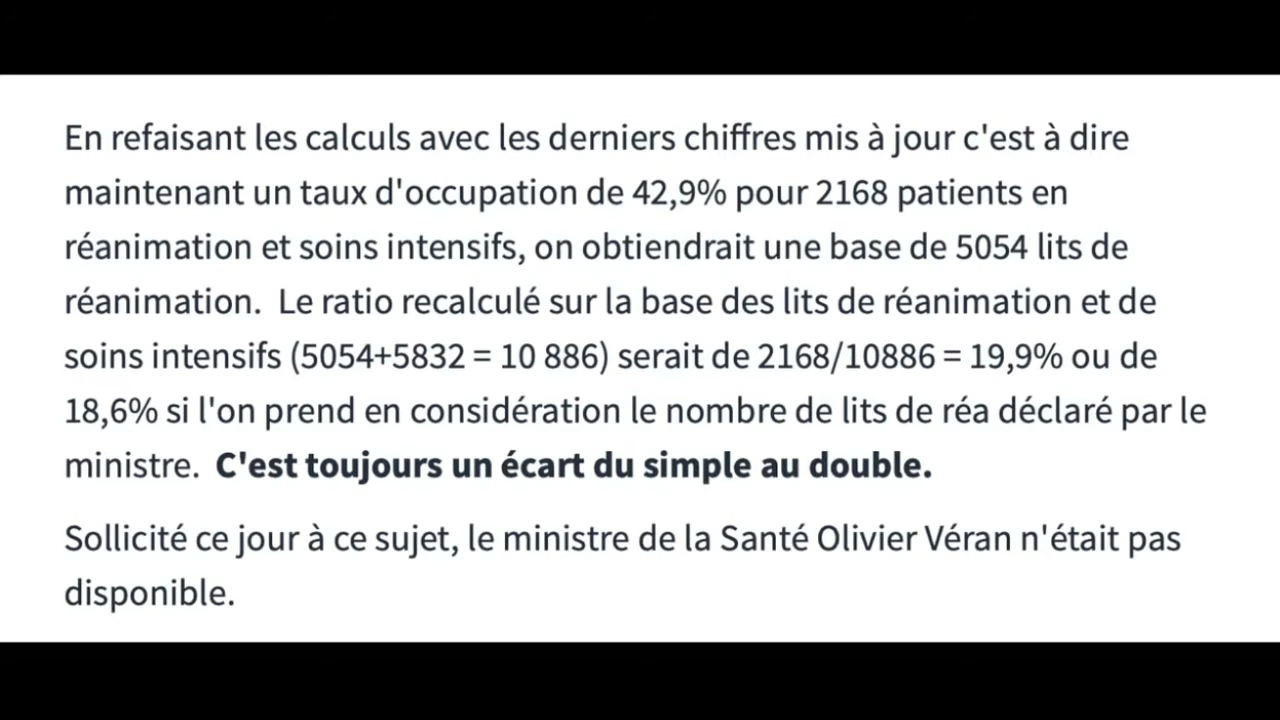 En refaisant les calculs avec les derniers chiffres mis à jour c'est à dire
maintenant un taux d'occupation de 42,9% pour 2168 patients en
réanimation et soins intensifs, on obtiendrait une base de 5054 lits de
réanimation.  Le ratio recalculé sur la base des lits de réanimation et de
soins intensifs (5054+5832 = 10 886) serait de 2168/10886 = 19,9% ou de
18,6% si l'on prend en considération le nombre de lits de réa déclaré par le
ministre.  C'est toujours un écart du simple au double.
Sollicité ce jour à ce sujet, le ministre de la Santé Olivier Véran n'était pas
disponible.